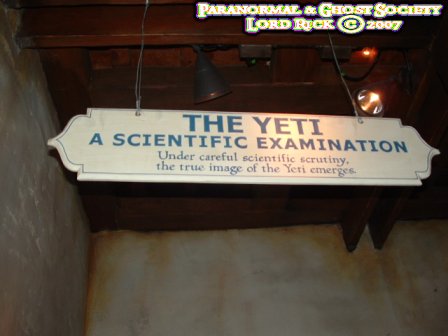 PARANORMAL & GHOST SOCIETY
LORD RICK © 2007
THE YETI
A SCIENTIFIC EXAMINATION
Under careful scientific scrutiny,
the true image of the Yeti emerges.